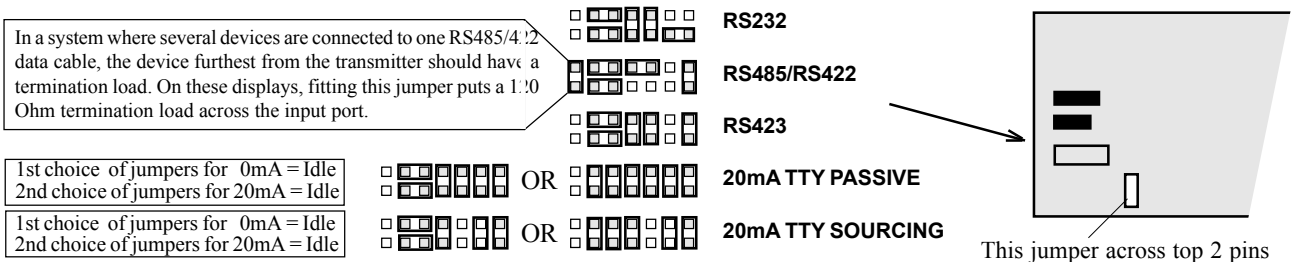 In a system where several devices are connected to one RS485/422
data cable, the device furthest from the transmitter should have a
termination load. On these displays, fitting this jumper puts a 120
Ohm termination load across the input port.
RS232
RS485/RS422
RS423
1st choice of jumpers for 0mA = Idle
2nd choice of jumpers for 20mA = Idle
OR
20mA TTY PASSIVE
1st choice of jumpers for 0mA = Idle
2nd choice of jumpers for 20mA = Idle
OR
20mA TTY SOURCING
This jumper across top 2 pins